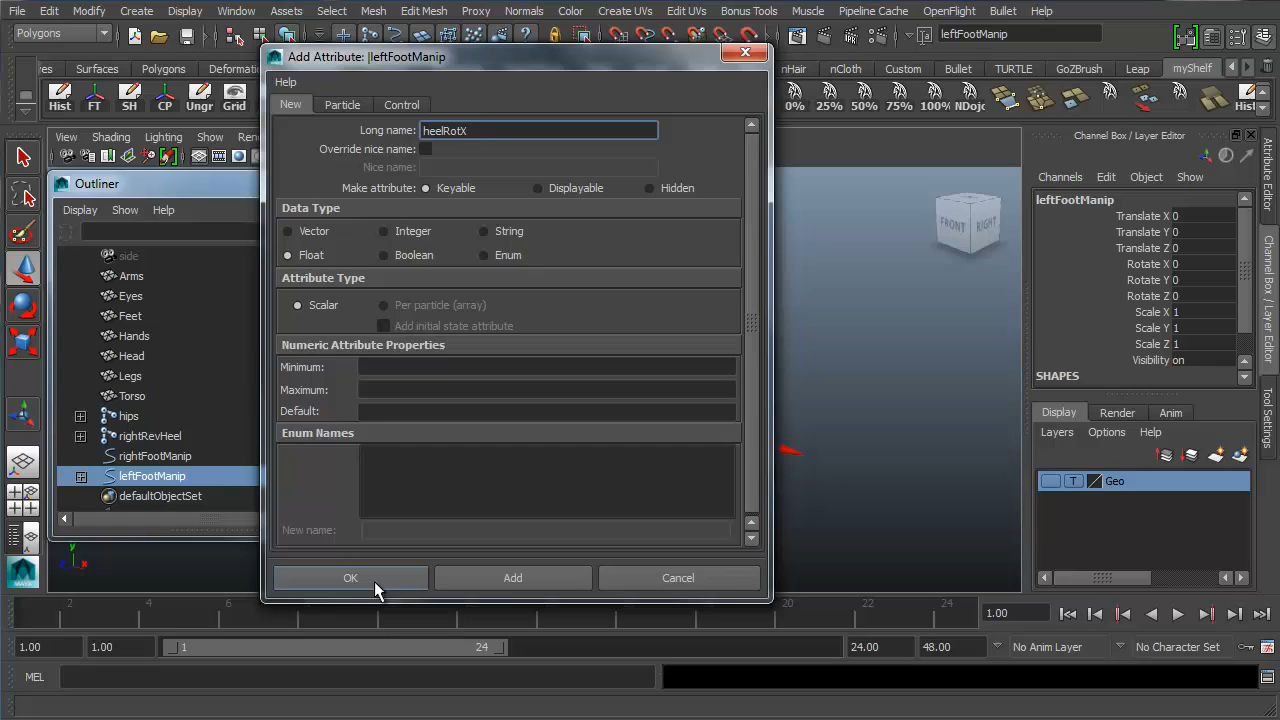 File Edit Modify Create Display Window Assets Select Mesh Edit Mesh Proxy Normals Color Create UVs Edit UVs Bonus Tools Muscle Pipeline Cache OpenFlight Bullet Help
Polygons
leftFootManip
Add Attribute: |leftFootManip
Help
New Particle Control
Long name: heelRotX
Override nice name:
Nice name:
Make attribute: Keyable Displayable Hidden
Data Type
Vector Integer String
Float Boolean Enum
Attribute Type
Scalar Per particle (array)
Add initial state attribute
Numeric Attribute Properties
Minimum:
Maximum:
Default:
Enum Names
New name:
OK Add Cancel
es Surfaces Polygons Deformati
nHair nCloth Custom Bullet TURTLE GoZBrush Leap myShelf
Hist FT SH CP Ungr Grid
0% 25% 50% 75% 100% NDojc Hist
View Shading Lighting Show
Outliner
Display Show Help
side
Arms
Eyes
Feet
Hands
Head
Legs
Torso
hips
rightRevHeel
rightFootManip
leftFootManip
defaultObjectSet
FRONT RIGHT
y
x
z
Channel Box / Layer Editor
Channels Edit Object Show
leftFootManip
Translate X 0
Translate Y 0
Translate Z 0
Rotate X 0
Rotate Y 0
Rotate Z 0
Scale X 1
Scale Y 1
Scale Z 1
Visibility on
SHAPES
Display Render Anim
Layers Options Help
T Geo
Attribute Editor
Channel Box / Layer Editor
Tool Settings
2 4 6 8 20 22 24
1.00
1.00 1.00 1 24 24.00 48.00 No Anim Layer No Character Set
MEL